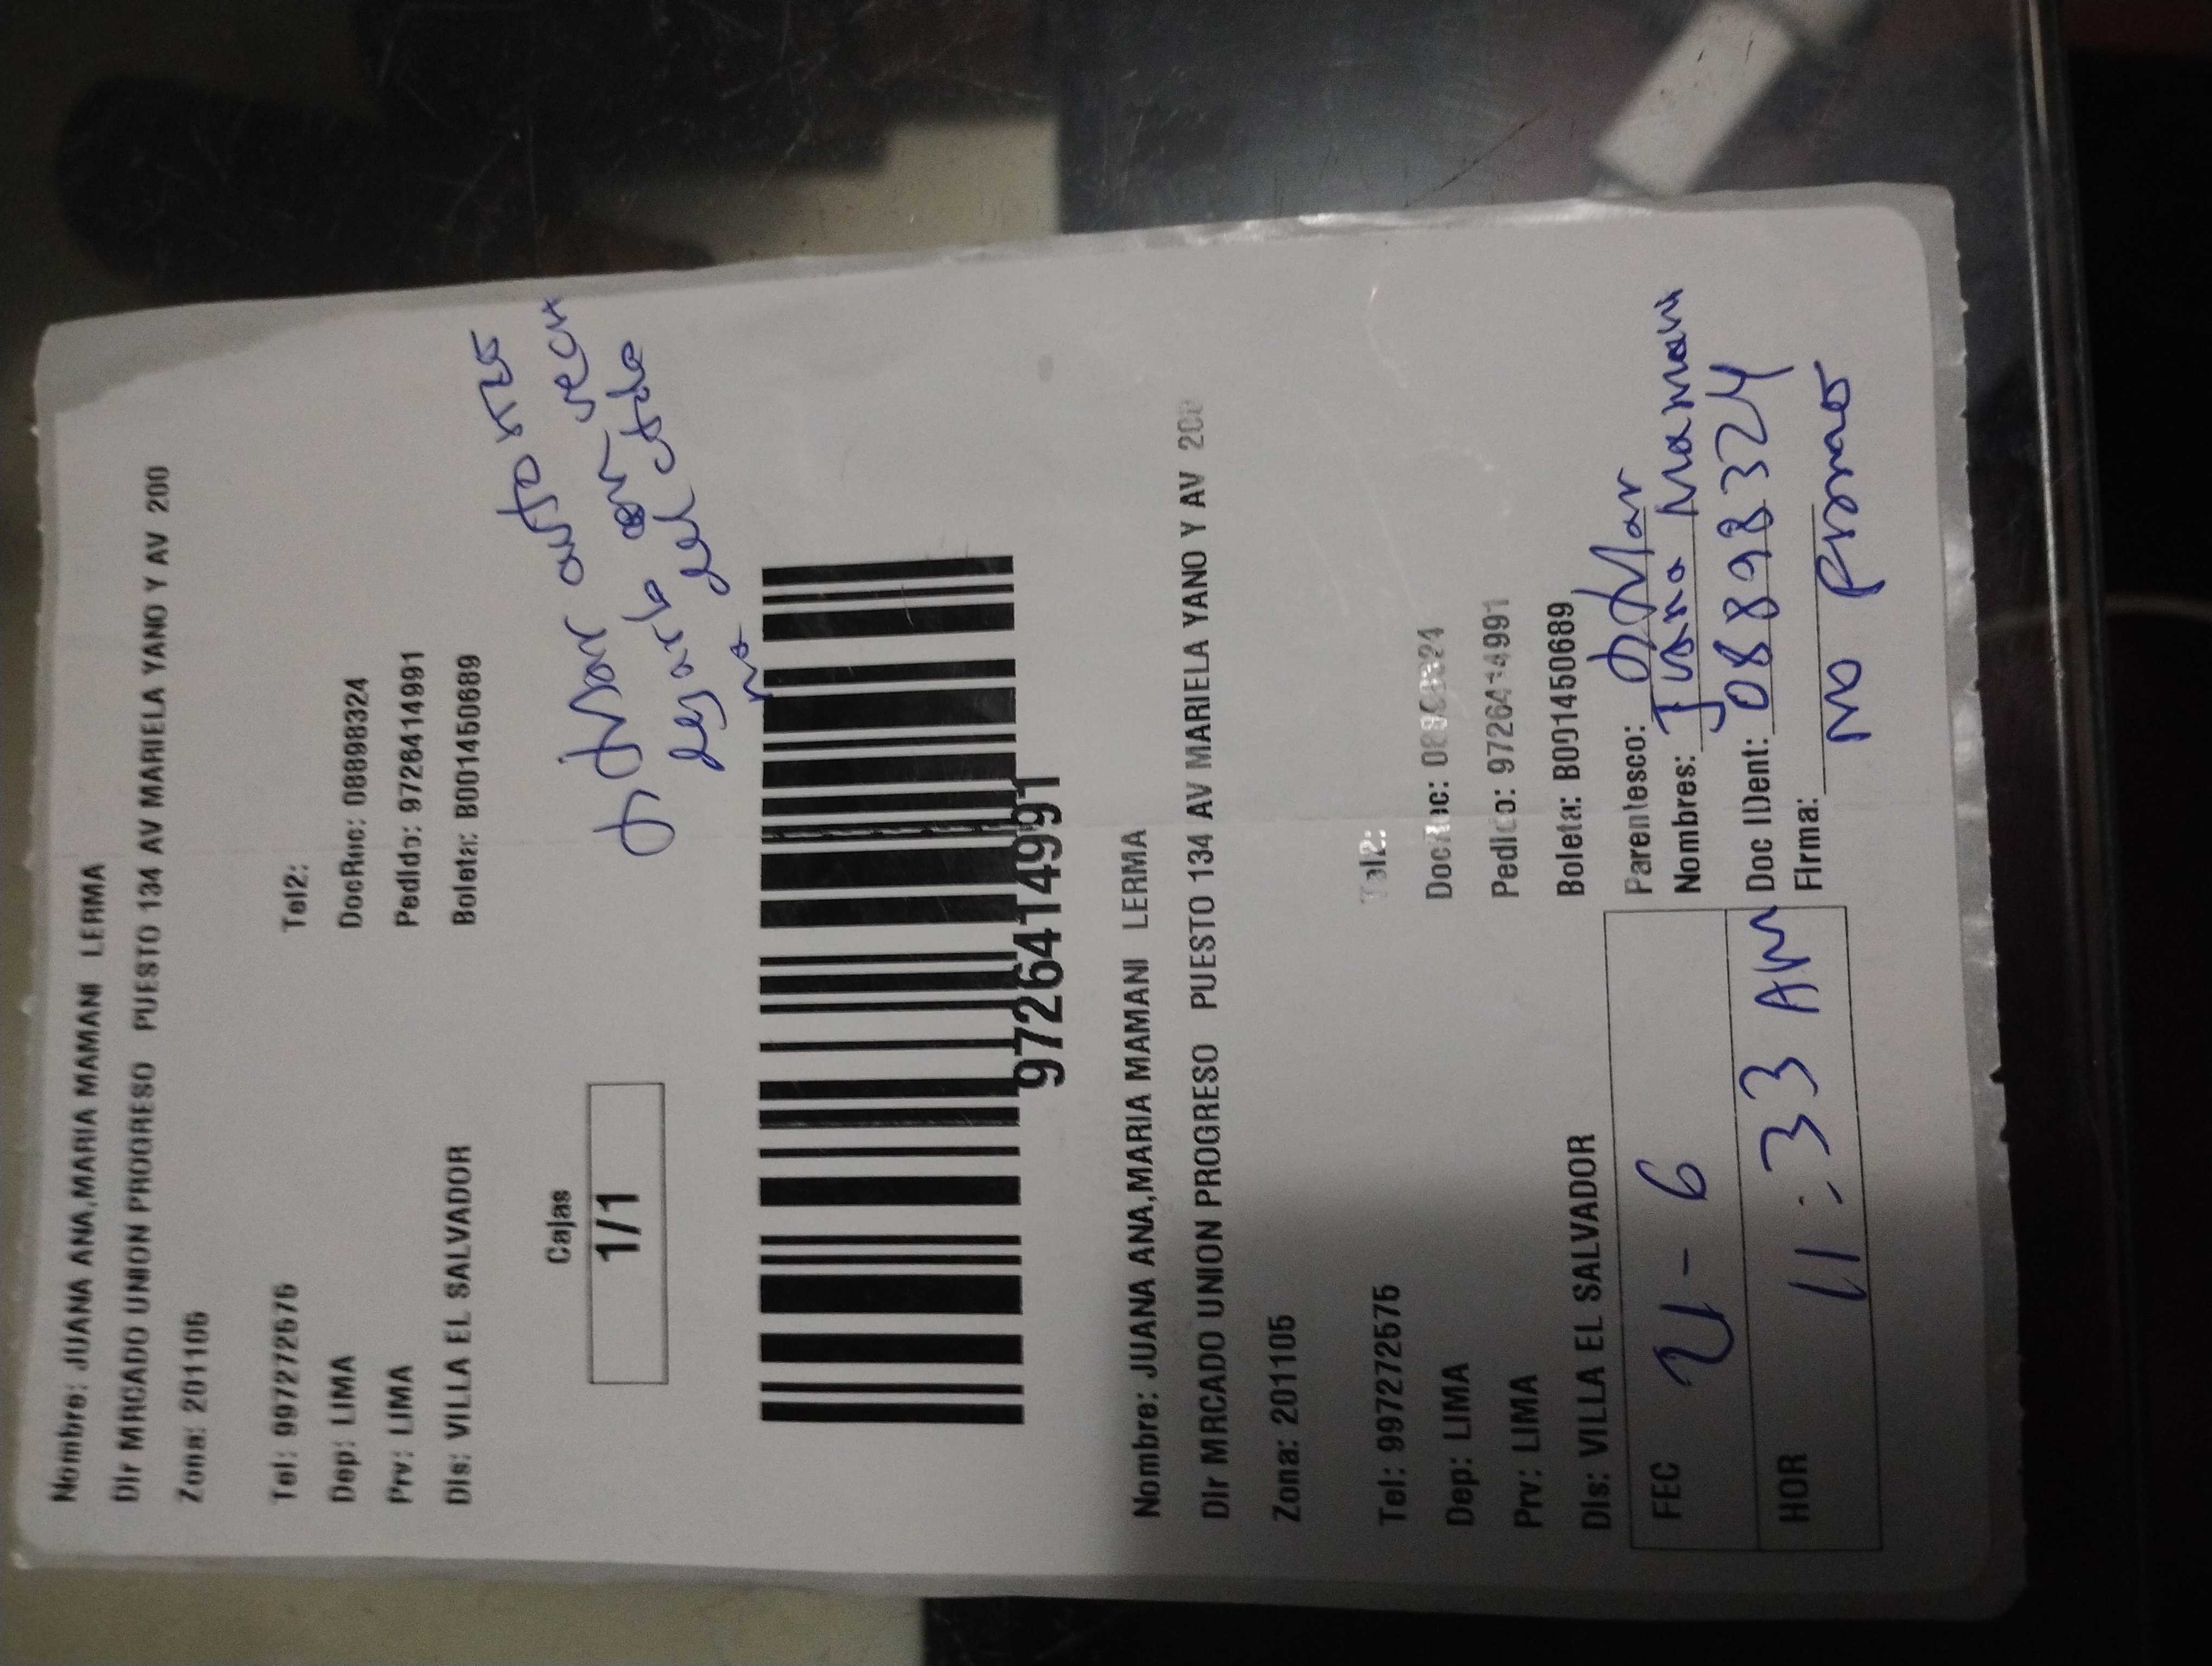 Nombre: JUANA ANA,MARIA MAMANI LERMA
Dir MRCADO UNION PROGRESO PUESTO 134 AV MARIELA YANO Y AV 200
Zona: 201105
Tel: 997272575 Tel2:
Dep: LIMA DocRuc: 08898324
Prv: LIMA Pedido: 9726414991
Dis: VILLA EL SALVADOR Boleta: B001450689
Cajas
1/1
9726414991
Nombre: JUANA ANA,MARIA MAMANI LERMA
Dir MRCADO UNION PROGRESO PUESTO 134 AV MARIELA YANO Y AV 200
Zona: 201105
Tel: 997272575 Tel2:
Dep: LIMA DocRuc: 08898324
Prv: LIMA Pedido: 9726414991
Dis: VILLA EL SALVADOR Boleta: B001450689
FEC 21-6 Parentesco:
Nombres: Juana Mamani
HOR 11:33 AM Doc IDent: 08898324
Firma: no firmo